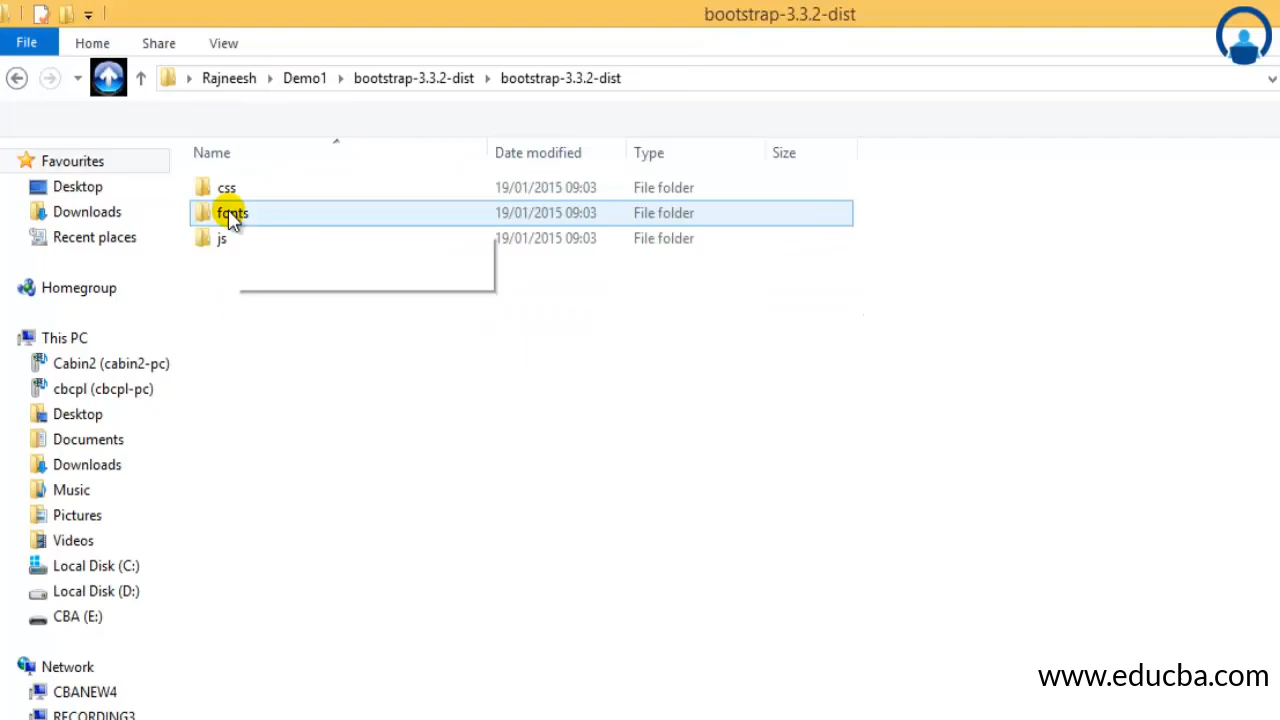 bootstrap-3.3.2-dist
File Home Share View
Rajneesh Demo1 bootstrap-3.3.2-dist bootstrap-3.3.2-dist
Name Date modified Type Size
Favourites
Desktop
Downloads
Recent places
Homegroup
This PC
Cabin2 (cabin2-pc)
cbcpl (cbcpl-pc)
Desktop
Documents
Downloads
Music
Pictures
Videos
Local Disk (C:)
Local Disk (D:)
CBA (E:)
Network
CBANEW4
RECORDING3
css 19/01/2015 09:03 File folder
fonts 19/01/2015 09:03 File folder
js 19/01/2015 09:03 File folder
www.educba.com